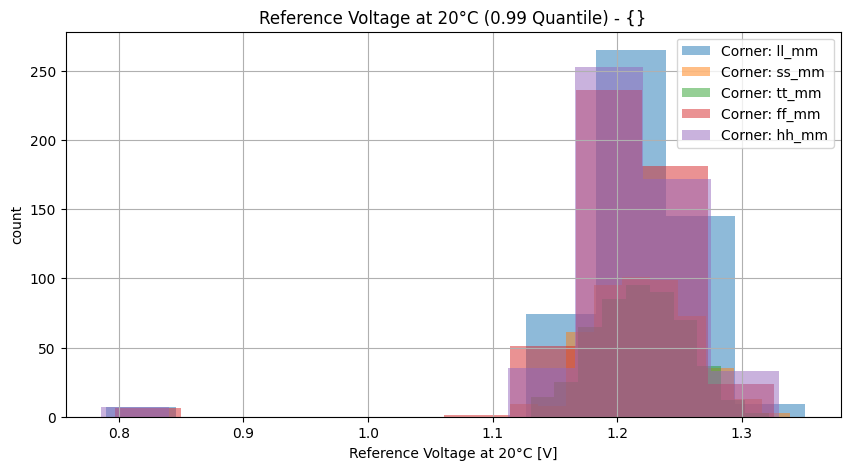 Reference Voltage at 20°C (0.99 Quantile) - {}
Corner: ll_mm
Corner: ss_mm
Corner: tt_mm
Corner: ff_mm
Corner: hh_mm
count
250
200
150
100
50
0
0.8 0.9 1.0 1.1 1.2 1.3
Reference Voltage at 20°C [V]